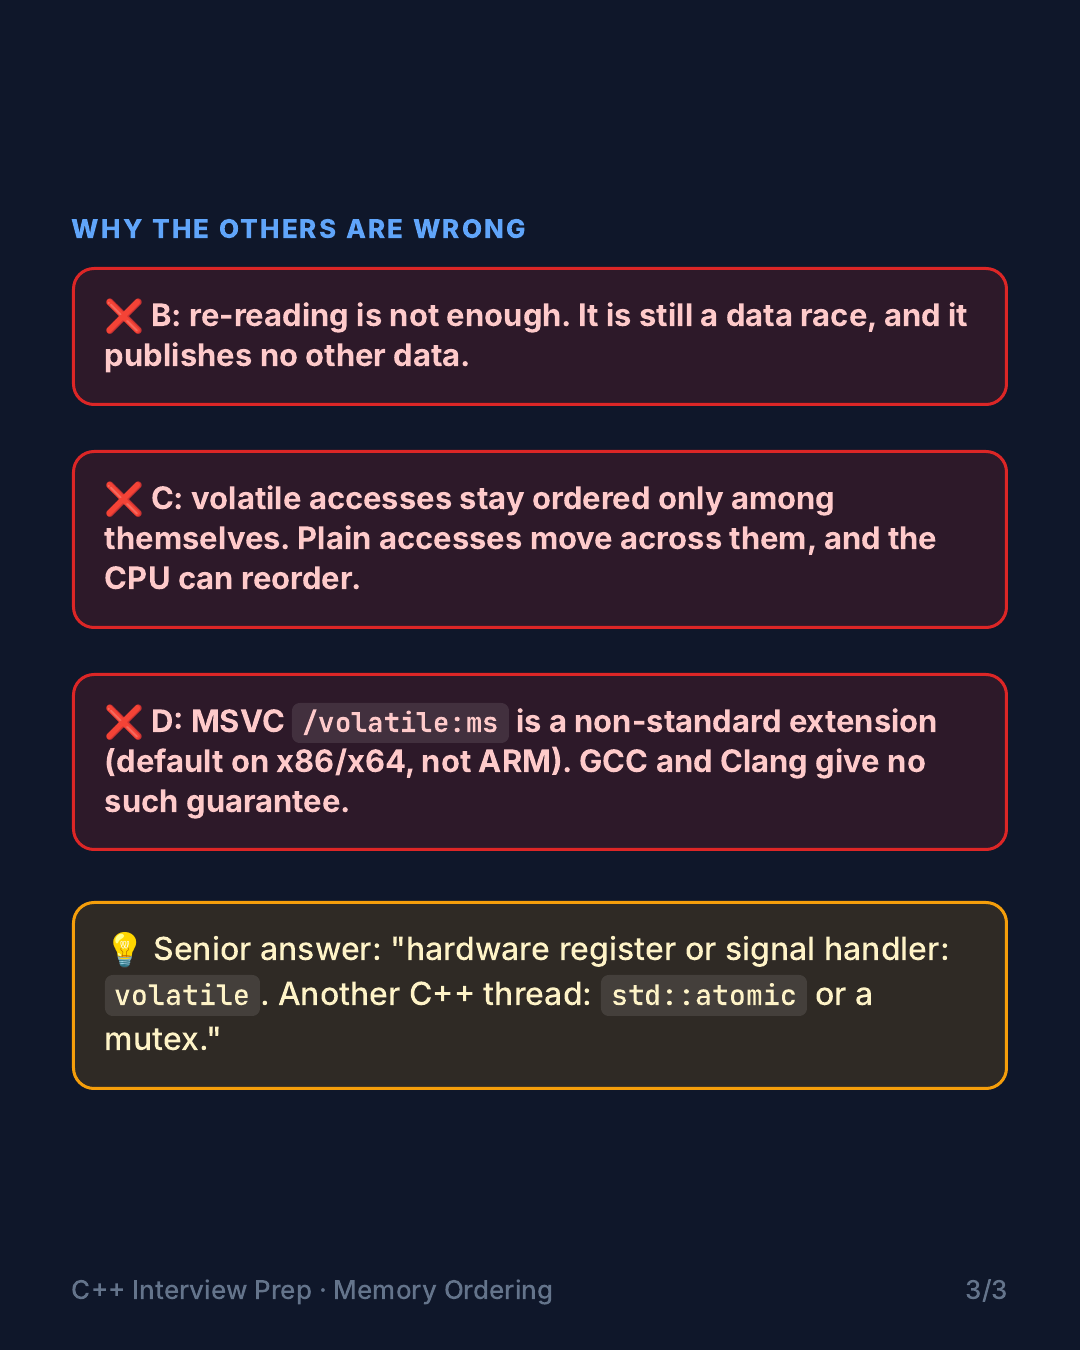 WHY THE OTHERS ARE WRONG
❌ B: re-reading is not enough. It is still a data race, and it
publishes no other data.
❌ C: volatile accesses stay ordered only among
themselves. Plain accesses move across them, and the
CPU can reorder.
❌ D: MSVC /volatile:ms is a non-standard extension
(default on x86/x64, not ARM). GCC and Clang give no
such guarantee.
💡 Senior answer: "hardware register or signal handler:
volatile. Another C++ thread: std::atomic or a
mutex."
C++ Interview Prep · Memory Ordering
3/3